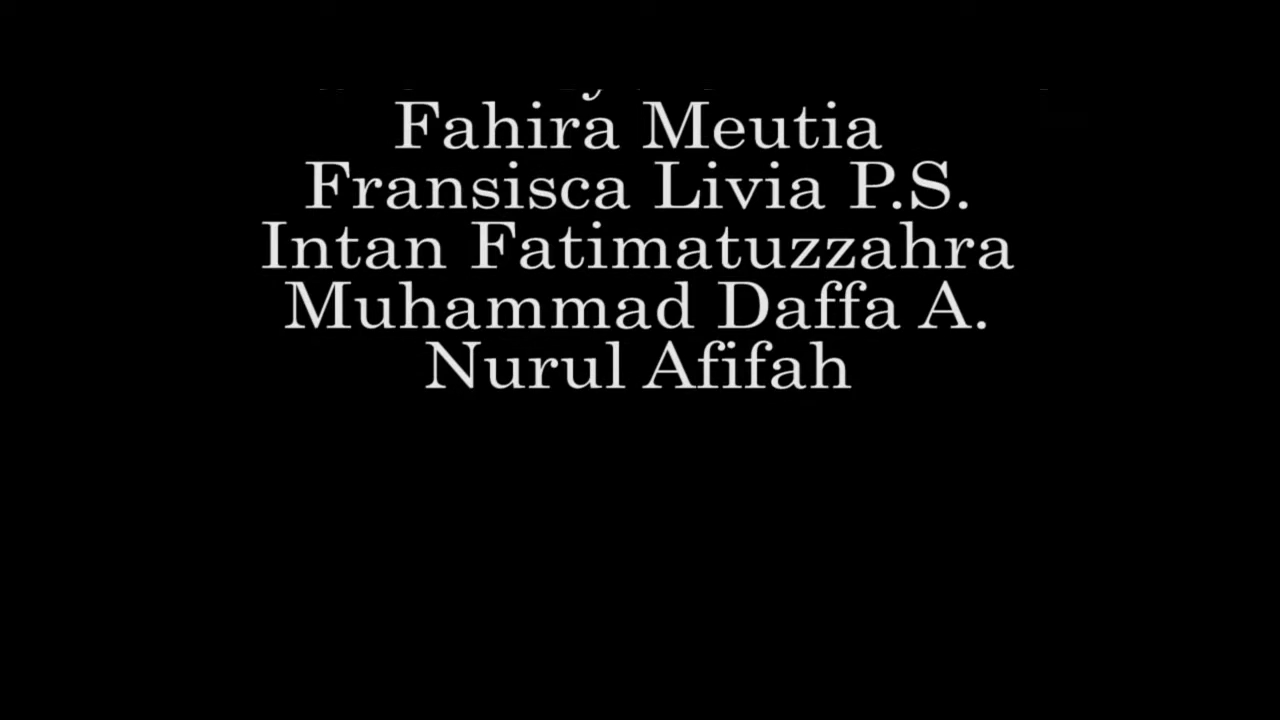 Fahira Meutia
Fransisca Livia P.S.
Intan Fatimatuzzahra
Muhammad Daffa A.
Nurul Afifah